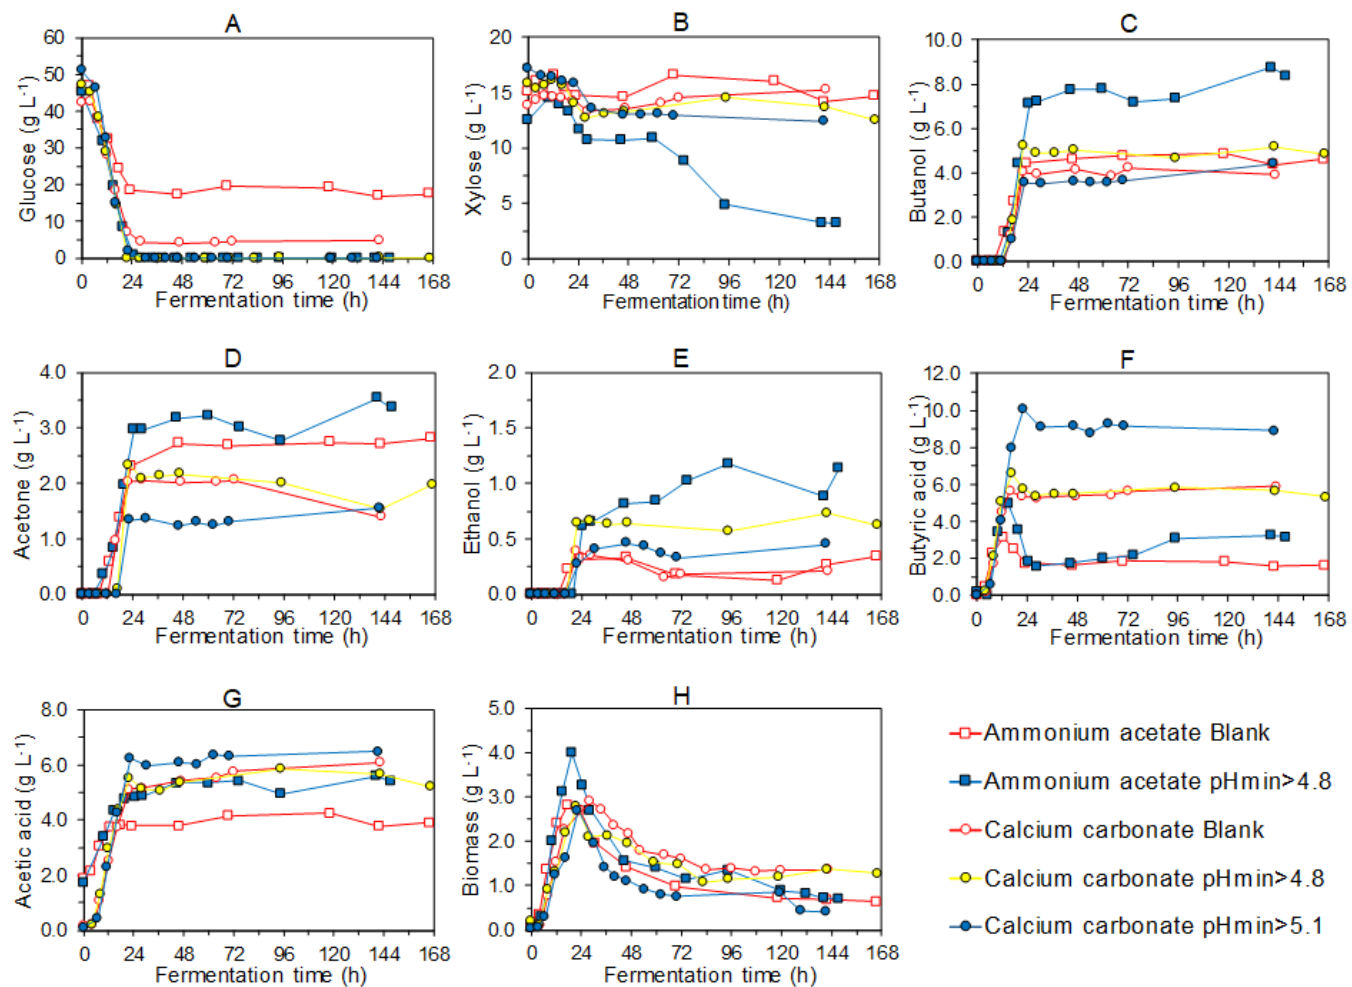 A
Glucose (g L-1)
60
50
40
30
20
10
0
0 24 48 72 96 120 144 168
Fermentation time (h)
B
Xylose (g L-1)
20
15
10
5
0
0 24 48 72 96 120 144 168
Fermentation time (h)
C
Butanol (g L-1)
10.0
8.0
6.0
4.0
2.0
0.0
0 24 48 72 96 120 144 168
Fermentation time (h)
D
Acetone (g L-1)
4.0
3.0
2.0
1.0
0.0
0 24 48 72 96 120 144 168
Fermentation time (h)
E
Ethanol (g L-1)
2.0
1.5
1.0
0.5
0.0
0 24 48 72 96 120 144 168
Fermentation time (h)
F
Butyric acid (g L-1)
12.0
10.0
8.0
6.0
4.0
2.0
0.0
0 24 48 72 96 120 144 168
Fermentation time (h)
G
Acetic acid (g L-1)
8.0
6.0
4.0
2.0
0.0
0 24 48 72 96 120 144 168
Fermentation time (h)
H
Biomass (g L-1)
5.0
4.0
3.0
2.0
1.0
0.0
0 24 48 72 96 120 144 168
Fermentation time (h)
Ammonium acetate Blank
Ammonium acetate pHmin>4.8
Calcium carbonate Blank
Calcium carbonate pHmin>4.8
Calcium carbonate pHmin>5.1